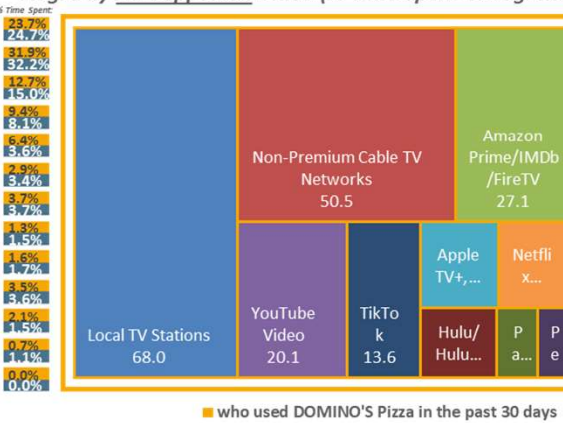 % Time Spent:
23.7%
24.7%
31.9%
32.2%
12.7%
15.0%
9.4%
8.1%
6.4%
3.6%
2.9%
3.4%
3.7%
3.7%
1.3%
1.5%
1.6%
1.7%
3.5%
3.6%
2.1%
1.5%
0.7%
1.1%
0.0%
0.0%
Local TV Stations
68.0
Non-Premium Cable TV
Networks
50.5
Amazon
Prime/IMDb
/FireTV
27.1
YouTube
Video
20.1
TikTo
k
13.6
Apple
TV+,...
Netfli
x...
Hulu/
Hulu...
P
a...
P
e
who used DOMINO'S Pizza in the past 30 days